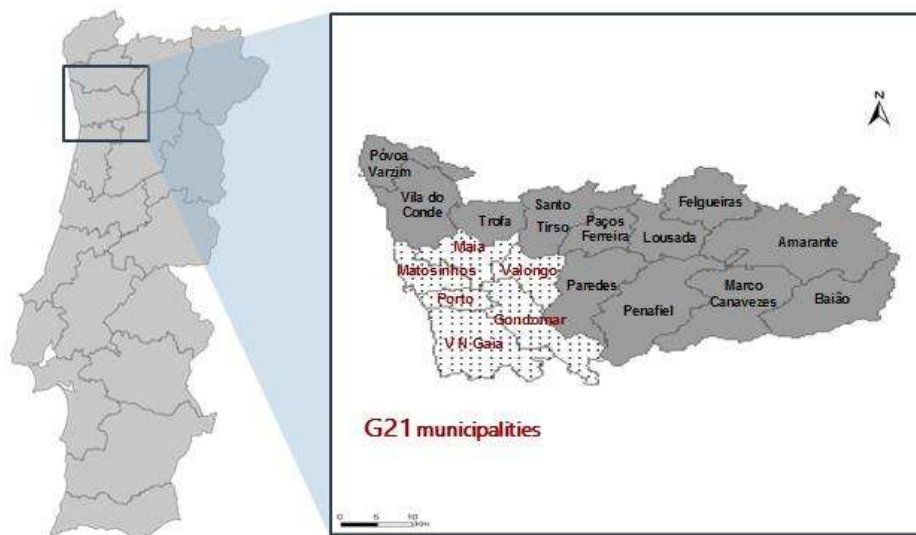 N
Póvoa
Varzim
Vila do
Conde
Trofa
Santo
Tirso
Paços
Ferreira
Felgueiras
Lousada
Amarante
Maia
Matosinhos
Valongo
Porto
Gondomar
V N Gaia
Paredes
Penafiel
Marco
Canavezes
Baião
G21 municipalities
0 5 10